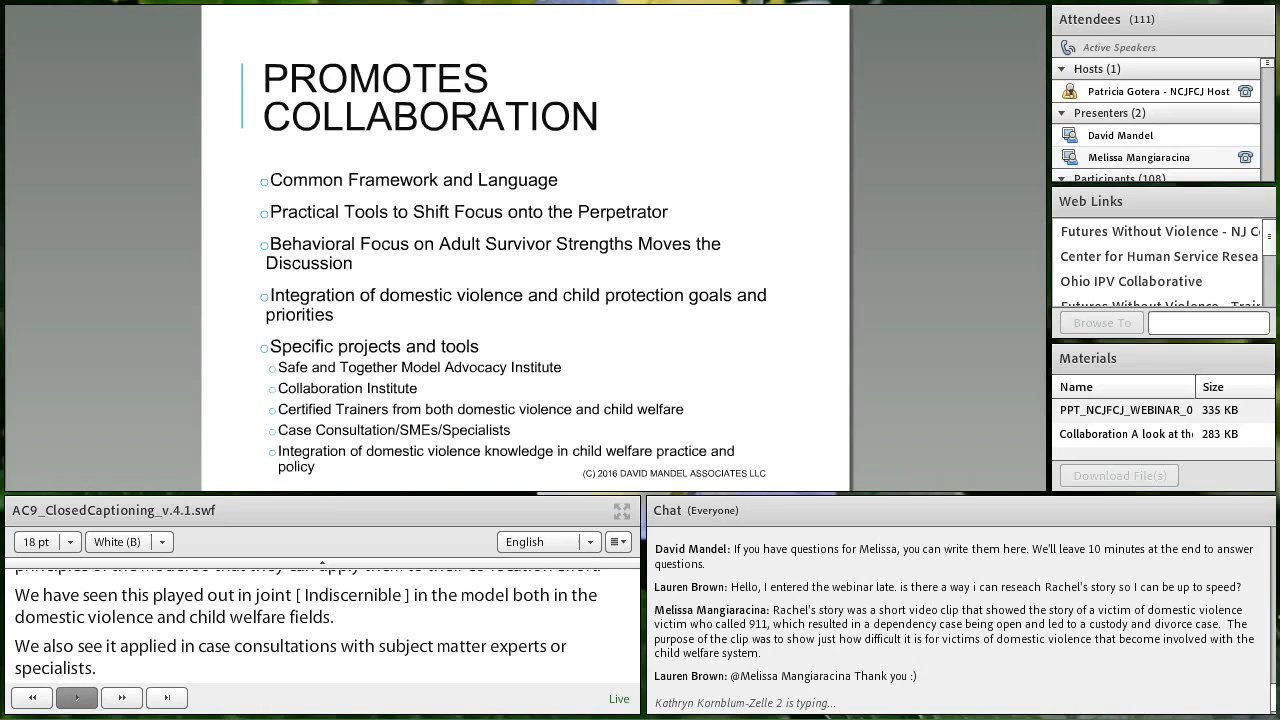 PROMOTES
COLLABORATION
Common Framework and Language
Practical Tools to Shift Focus onto the Perpetrator
Behavioral Focus on Adult Survivor Strengths Moves the
Discussion
Integration of domestic violence and child protection goals and
priorities
Specific projects and tools
Safe and Together Model Advocacy Institute
Collaboration Institute
Certified Trainers from both domestic violence and child welfare
Case Consultation/SMEs/Specialists
Integration of domestic violence knowledge in child welfare practice and
policy
(C) 2016 DAVID MANDEL ASSOCIATES LLC
Attendees (111)
Active Speakers
Hosts (1)
Patricia Gotera - NCJFCJ Host
Presenters (2)
David Mandel
Melissa Mangiaracina
Participants (108)
Web Links
Futures Without Violence - NJ C
Center for Human Service Resea
Ohio IPV Collaborative
Futures Without Violence - Trai
Browse To
Materials
Name Size
PPT_NCJFCJ_WEBINAR_0 335 KB
Collaboration A look at the 283 KB
Download File(s)
AC9_ClosedCaptioning_v.4.1.swf
18 pt White (B) English
We have seen this played out in joint [ Indiscernible ] in the model both in the
domestic violence and child welfare fields.
We also see it applied in case consultations with subject matter experts or
specialists.
Live
Chat (Everyone)
David Mandel: If you have questions for Melissa, you can write them here. We'll leave 10 minutes at the end to answer
questions.
Lauren Brown: Hello, I entered the webinar late. is there a way i can reseach Rachel's story so I can be up to speed?
Melissa Mangiaracina: Rachel's story was a short video clip that showed the story of a victim of domestic violence
victim who called 911, which resulted in a dependency case being open and led to a custody and divorce case. The
purpose of the clip was to show just how difficult it is for victims of domestic violence that become involved with the
child welfare system.
Lauren Brown: @Melissa Mangiaracina Thank you :)
Kathryn Kornblum-Zelle 2 is typing...